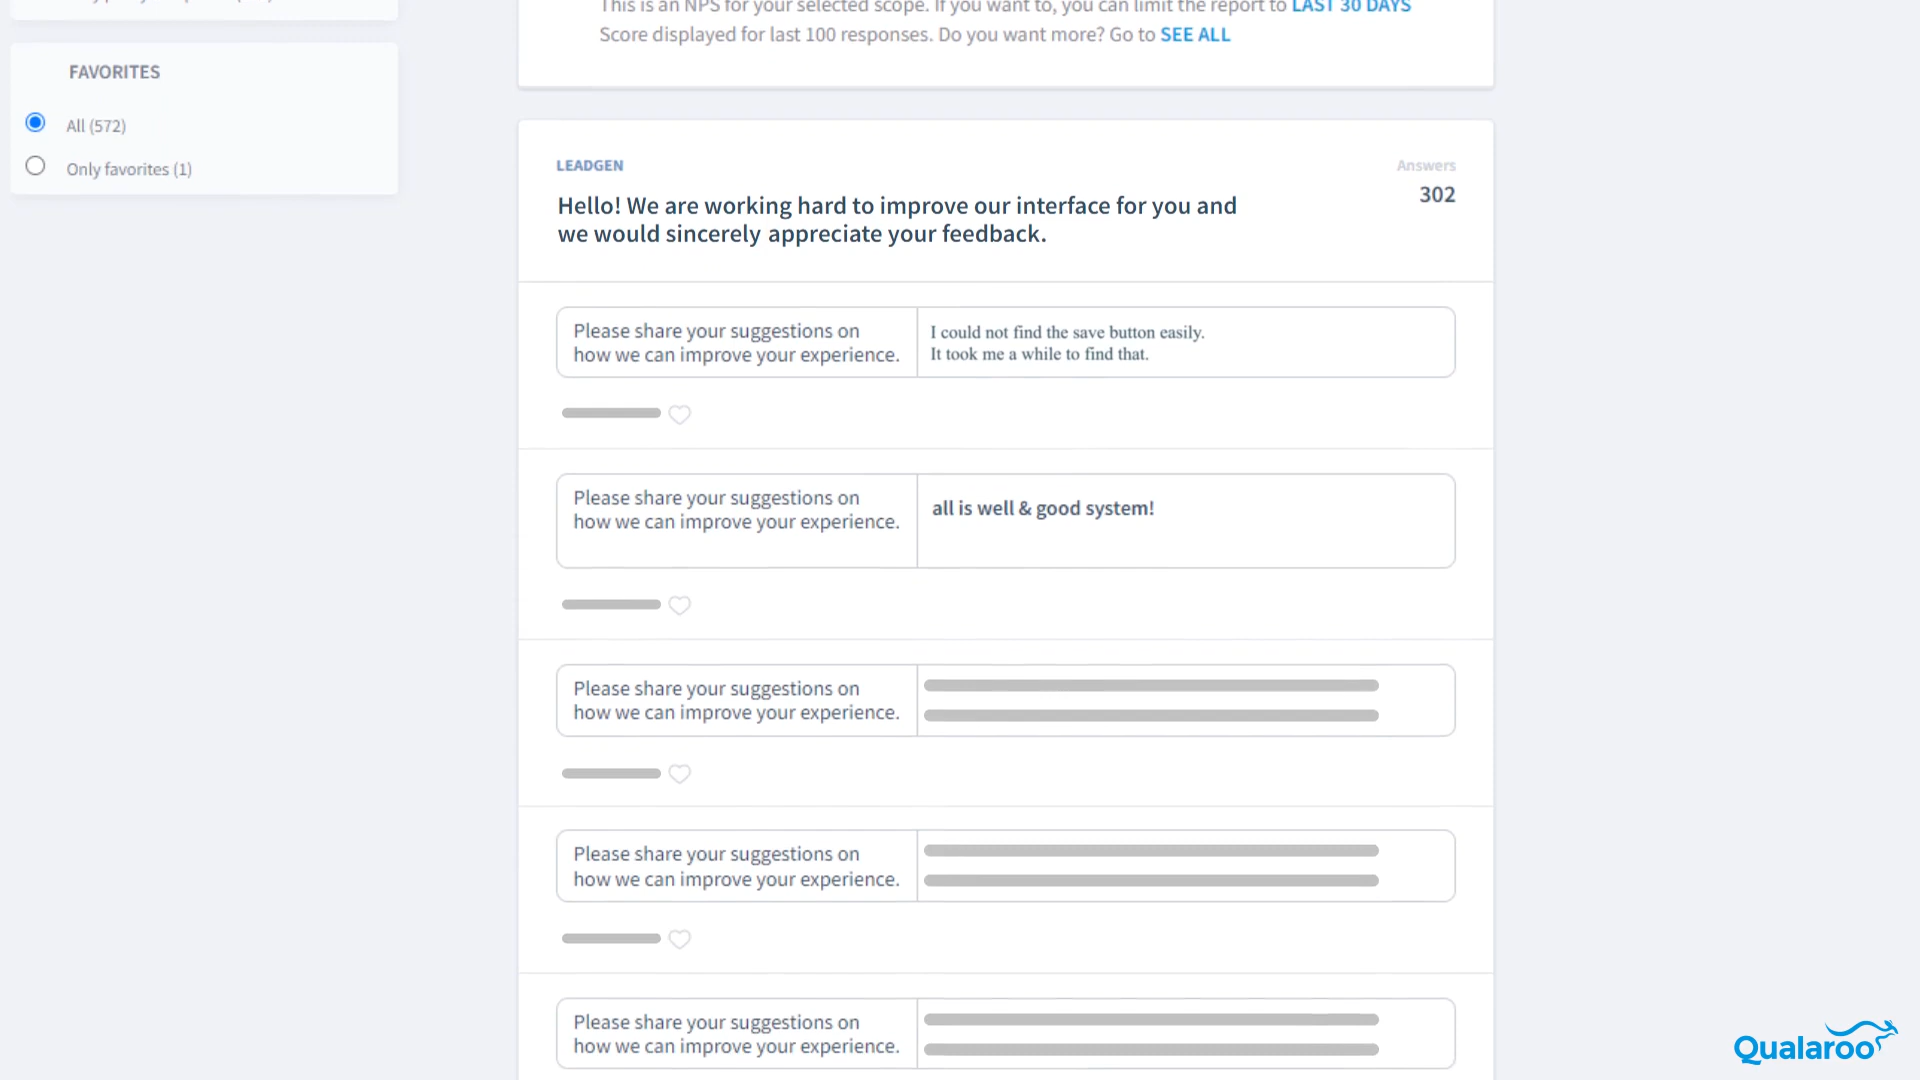 This is an NPS for your selected scope. If you want to, you can limit the report to LAST 30 DAYS
Score displayed for last 100 responses. Do you want more? Go to SEE ALL
FAVORITES
All (572)
Only favorites (1)
LEADGEN
Answers
302
Hello! We are working hard to improve our interface for you and
we would sincerely appreciate your feedback.
Please share your suggestions on
how we can improve your experience.
I could not find the save button easily.
It took me a while to find that.
Please share your suggestions on
how we can improve your experience.
all is well & good system!
Please share your suggestions on
how we can improve your experience.
Please share your suggestions on
how we can improve your experience.
Please share your suggestions on
how we can improve your experience.
Qualaroo